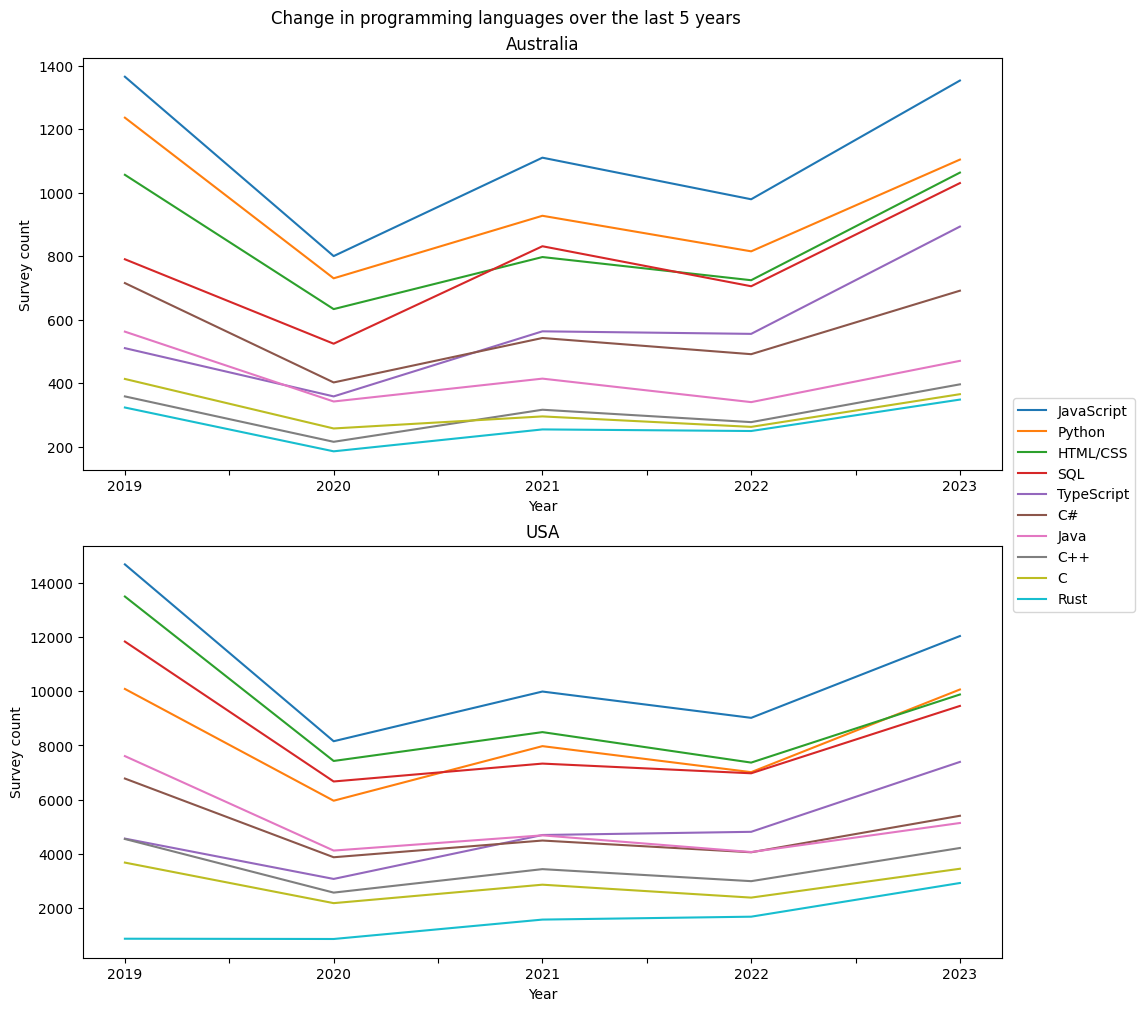 Change in programming languages over the last 5 years
Australia
1400
1200
1000
800
600
400
200
Survey count
2019 2020 2021 2022 2023
Year
JavaScript
Python
HTML/CSS
SQL
TypeScript
C#
Java
C++
C
Rust
USA
14000
12000
10000
8000
6000
4000
2000
Survey count
2019 2020 2021 2022 2023
Year